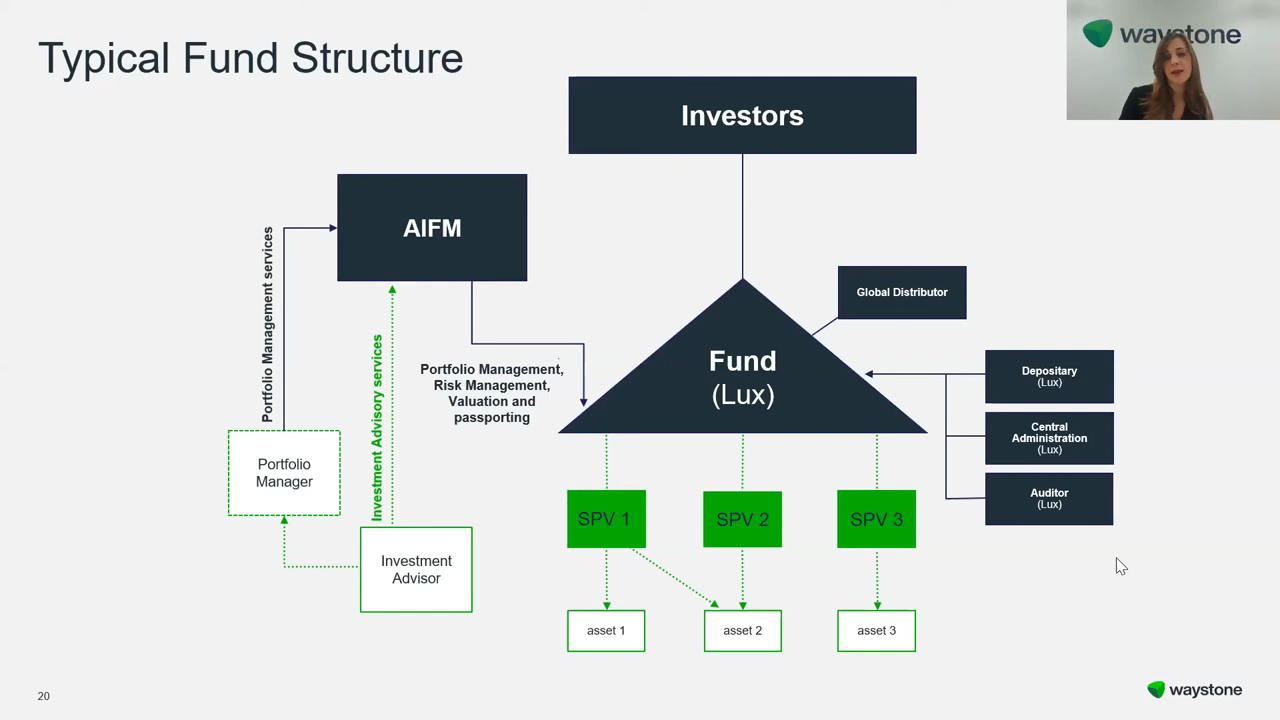 Typical Fund Structure
waystone
Investors
AIFM
Portfolio Management services
Investment Advisory services
Global Distributor
Portfolio Management,
Risk Management,
Valuation and
passporting
Fund
(Lux)
Depositary
(Lux)
Central
Administration
(Lux)
Auditor
(Lux)
Portfolio
Manager
Investment
Advisor
SPV 1
SPV 2
SPV 3
asset 1
asset 2
asset 3
20
waystone